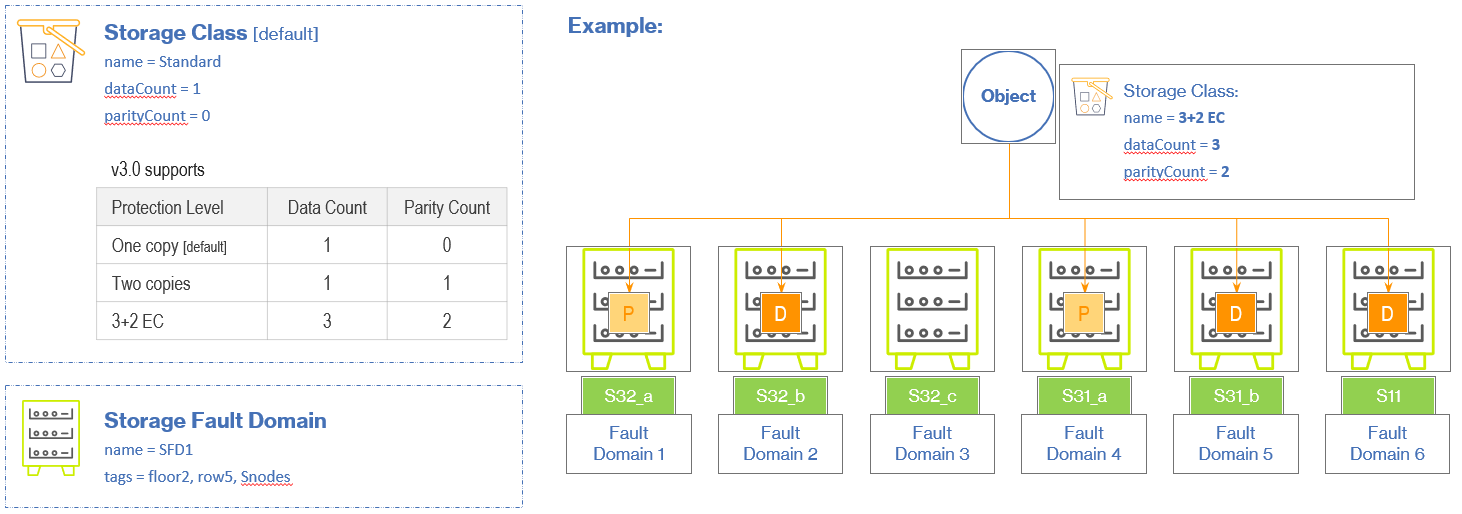 Storage Class [default]
name = Standard
dataCount = 1
parityCount = 0
v3.0 supports
Protection Level Data Count Parity Count
One copy [default] 1 0
Two copies 1 1
3+2 EC 3 2
Storage Fault Domain
name = SFD1
tags = floor2, row5, Snodes
Example:
Object
Storage Class:
name = 3+2 EC
dataCount = 3
parityCount = 2
P D P D D
S32_a S32_b S32_c S31_a S31_b S11
Fault Fault Fault Fault Fault Fault
Domain 1 Domain 2 Domain 3 Domain 4 Domain 5 Domain 6